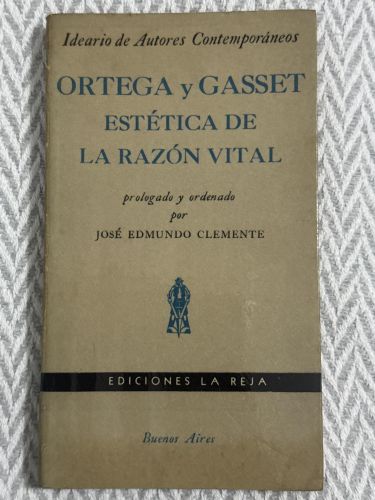 Ideario de Autores Contemporáneos
ORTEGA y GASSET
ESTÉTICA DE
LA RAZÓN VITAL
prologado y ordenado
por
JOSÉ EDMUNDO CLEMENTE
EDICIONES LA REJA
Buenos Aires